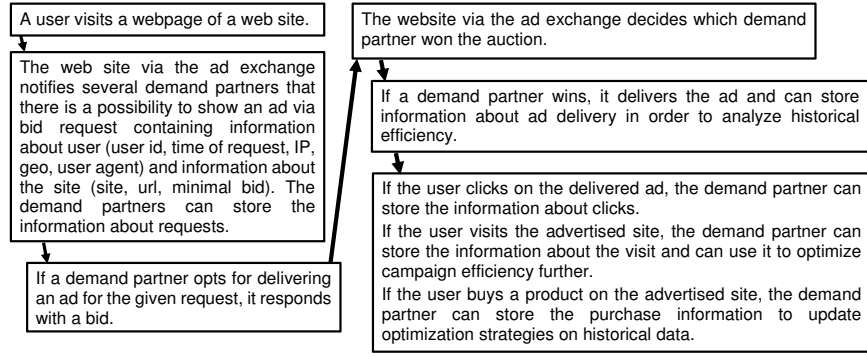 A user visits a webpage of a web site.
The web site via the ad exchange
notifies several demand partners that
there is a possibility to show an ad via
bid request containing information
about user (user id, time of request, IP,
geo, user agent) and information about
the site (site, url, minimal bid). The
demand partners can store the
information about requests.
If a demand partner opts for delivering
an ad for the given request, it responds
with a bid.
The website via the ad exchange decides which demand
partner won the auction.
If a demand partner wins, it delivers the ad and can store
information about ad delivery in order to analyze historical
efficiency.
If the user clicks on the delivered ad, the demand partner can
store the information about clicks.
If the user visits the advertised site, the demand partner can
store the information about the visit and can use it to optimize
campaign efficiency further.
If the user buys a product on the advertised site, the demand
partner can store the purchase information to update
optimization strategies on historical data.